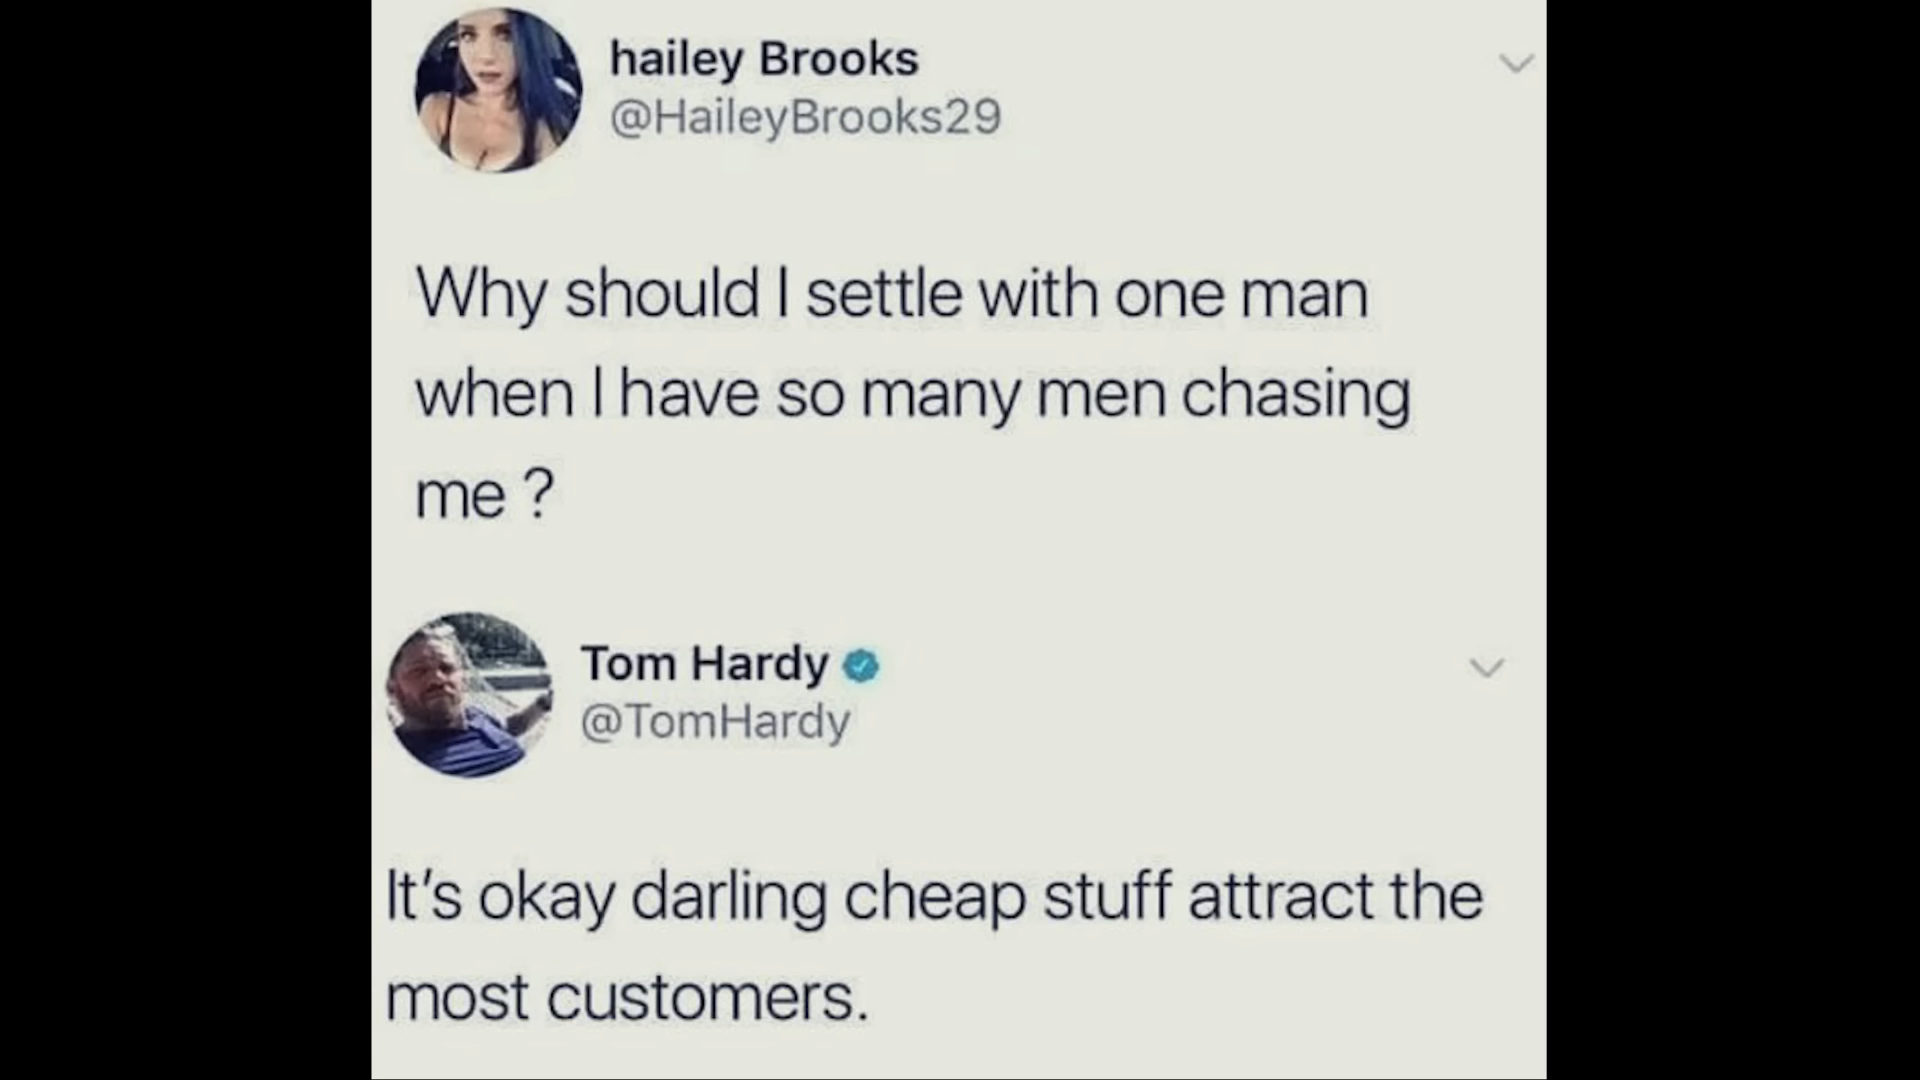 hailey Brooks
@HaileyBrooks29
Why should I settle with one man
when I have so many men chasing
me ?
Tom Hardy
@TomHardy
It's okay darling cheap stuff attract the
most customers.